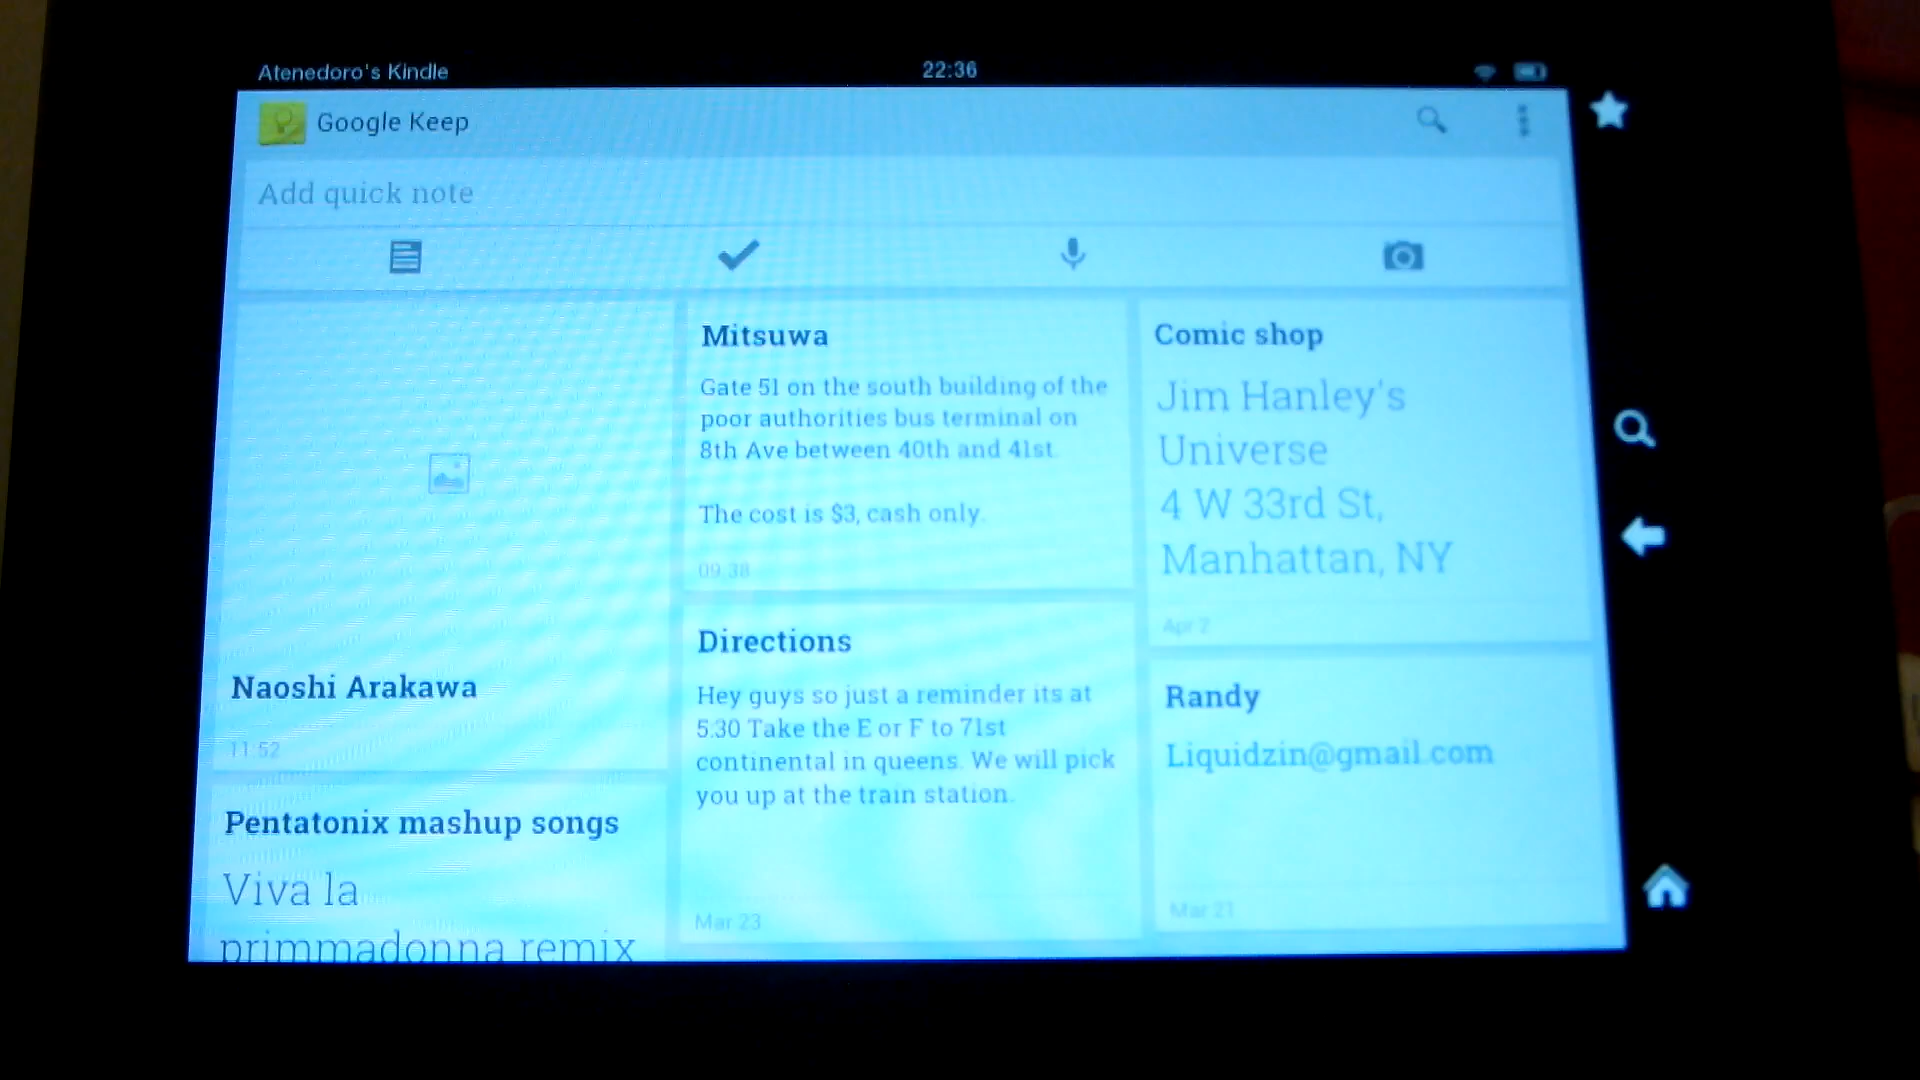 Atenedoro's Kindle
22:36
Google Keep
Add quick note
Naoshi Arakawa
11:52
Pentatonix mashup songs
Viva la
primmadonna remix
Mitsuwa
Gate 51 on the south building of the
poor authorities bus terminal on
8th Ave between 40th and 41st.
The cost is $3, cash only.
09:38
Directions
Hey guys so just a reminder its at
5:30 Take the E or F to 71st
continental in queens. We will pick
you up at the train station.
Mar 23
Comic shop
Jim Hanley's
Universe
4 W 33rd St,
Manhattan, NY
Apr 2
Randy
Liquidzin@gmail.com
Mar 21